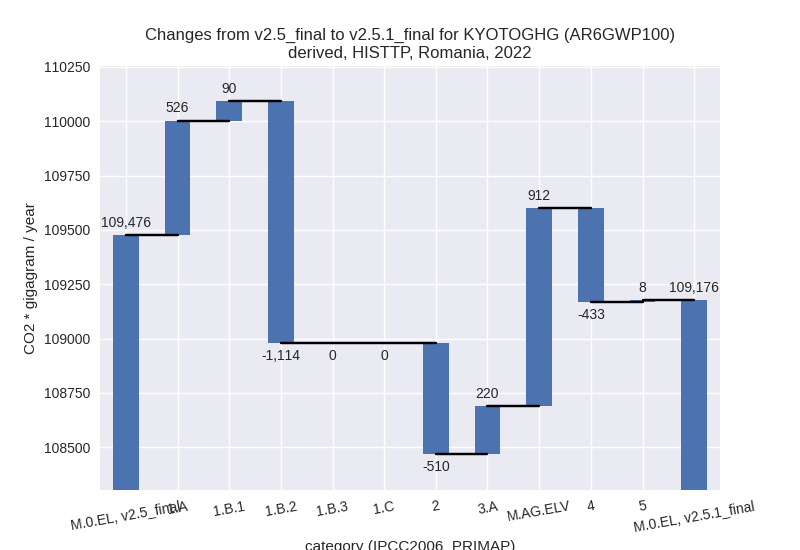 Changes from v2.5_final to v2.5.1_final for KYOTOGHG (AR6GWP100)
derived, HISTTP, Romania, 2022
CO2 * gigagram / year
110250
110000
109750
109500
109250
109000
108750
108500
109,476
526
90
-1,114
0
0
-510
220
912
-433
8
109,176
M.0.EL, v2.5_final
1.A
1.B.1
1.B.2
1.B.3
1.C
2
3.A
M.AG.ELV
4
5
M.0.EL, v2.5.1_final
category (IPCC2006_PRIMAP)